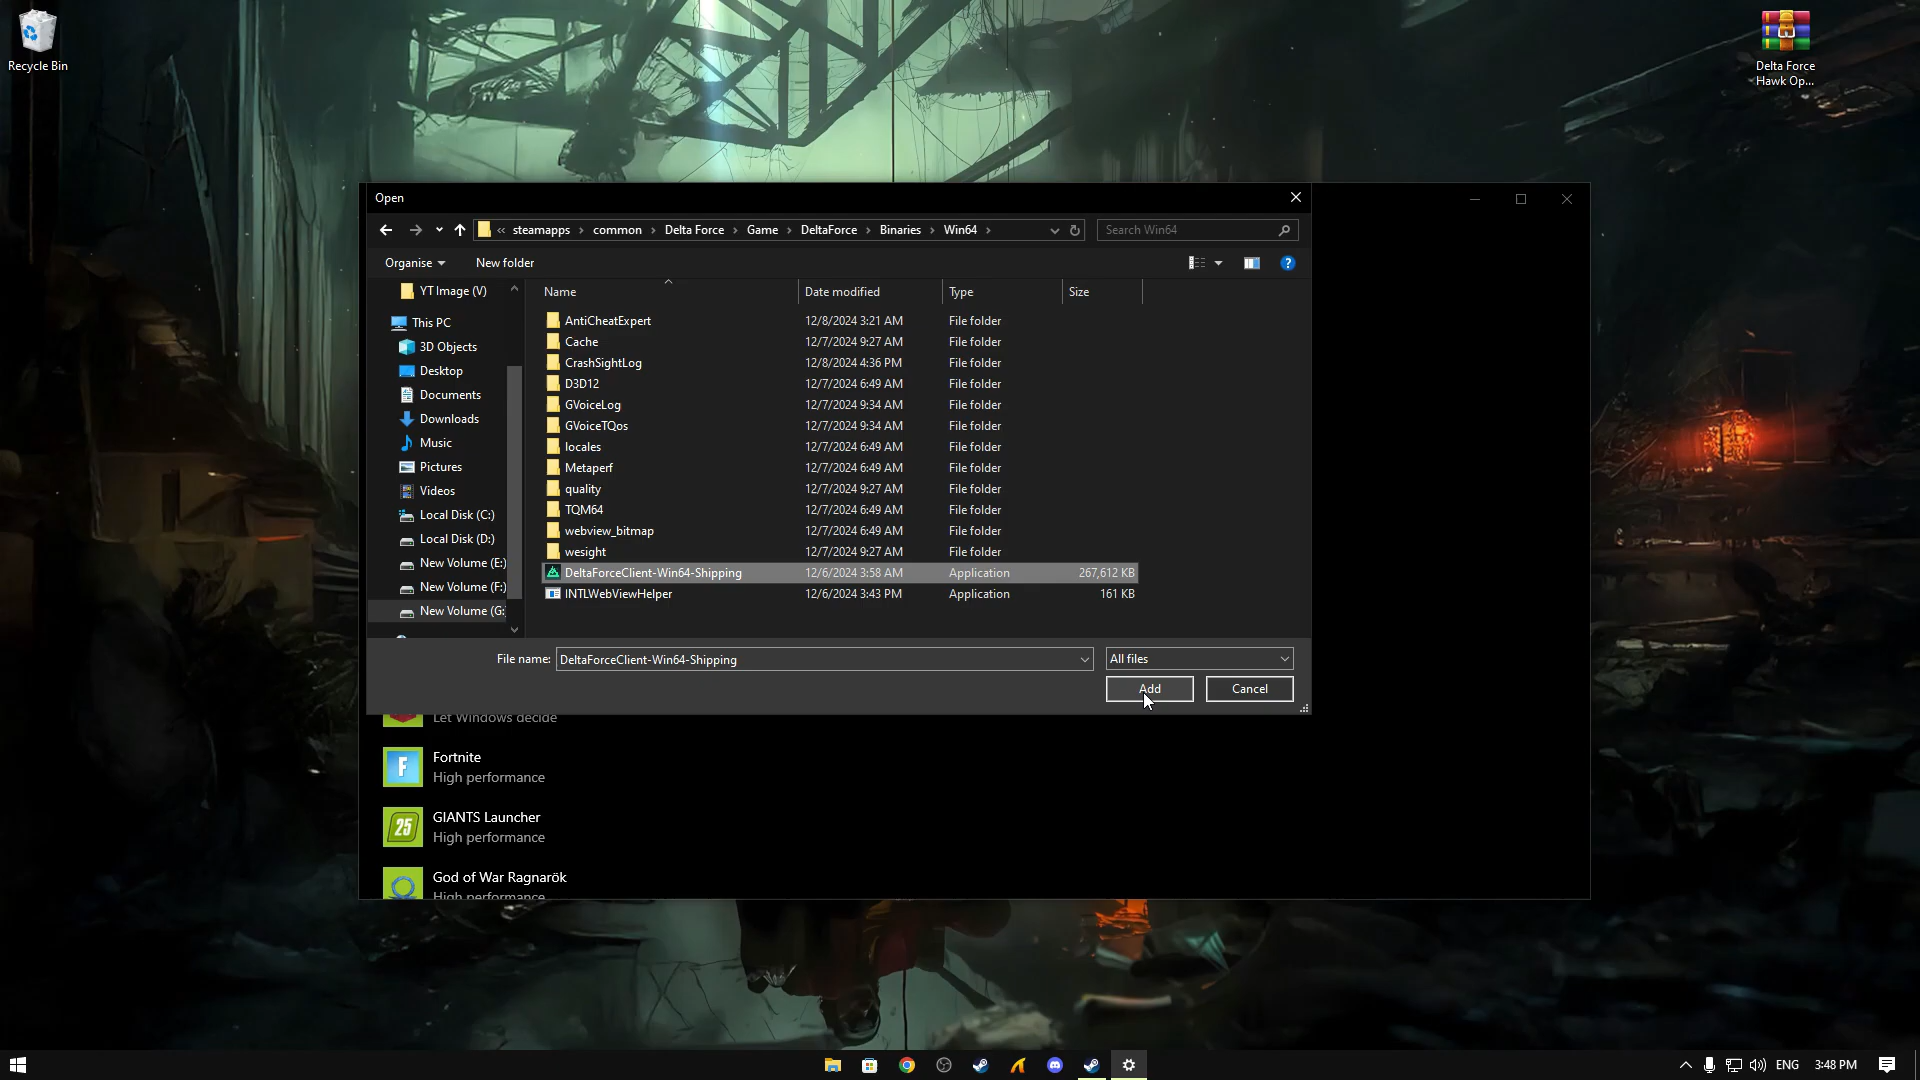 Recycle Bin
Delta Force
Hawk Op...
Open
« steamapps › common › Delta Force › Game › DeltaForce › Binaries › Win64 ›
Search Win64
Organise
New folder
?
YT Image (V)
This PC
3D Objects
Desktop
Documents
Downloads
Music
Pictures
Videos
Local Disk (C:)
Local Disk (D:)
New Volume (E:)
New Volume (F:)
New Volume (G:
Name Date modified Type Size
AntiCheatExpert 12/8/2024 3:21 AM File folder
Cache 12/7/2024 9:27 AM File folder
CrashSightLog 12/8/2024 4:36 PM File folder
D3D12 12/7/2024 6:49 AM File folder
GVoiceLog 12/7/2024 9:34 AM File folder
GVoiceTQos 12/7/2024 9:34 AM File folder
locales 12/7/2024 6:49 AM File folder
Metaperf 12/7/2024 6:49 AM File folder
quality 12/7/2024 9:27 AM File folder
TQM64 12/7/2024 6:49 AM File folder
webview_bitmap 12/7/2024 6:49 AM File folder
wesight 12/7/2024 9:27 AM File folder
DeltaForceClient-Win64-Shipping 12/6/2024 3:58 AM Application 267,612 KB
INTLWebViewHelper 12/6/2024 3:43 PM Application 161 KB
File name: DeltaForceClient-Win64-Shipping
All files
Add
Cancel
Let Windows decide
F
Fortnite
High performance
25
GIANTS Launcher
High performance
God of War Ragnarök
High performance
ENG
3:48 PM